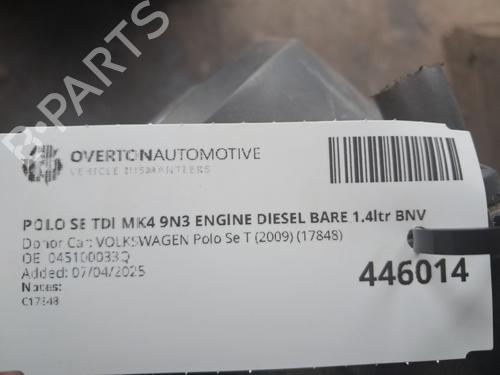 B-PARTS
OVERTONAUTOMOTIVE
VEHICLE DISMANTLERS
POLO SE TDI MK4 9N3 ENGINE DIESEL BARE 1.4ltr BNV
Donor Car: VOLKSWAGEN Polo Se T (2009) (17848)
OE: 045100033Q
Added: 07/04/2025
446014
Notes:
C17848